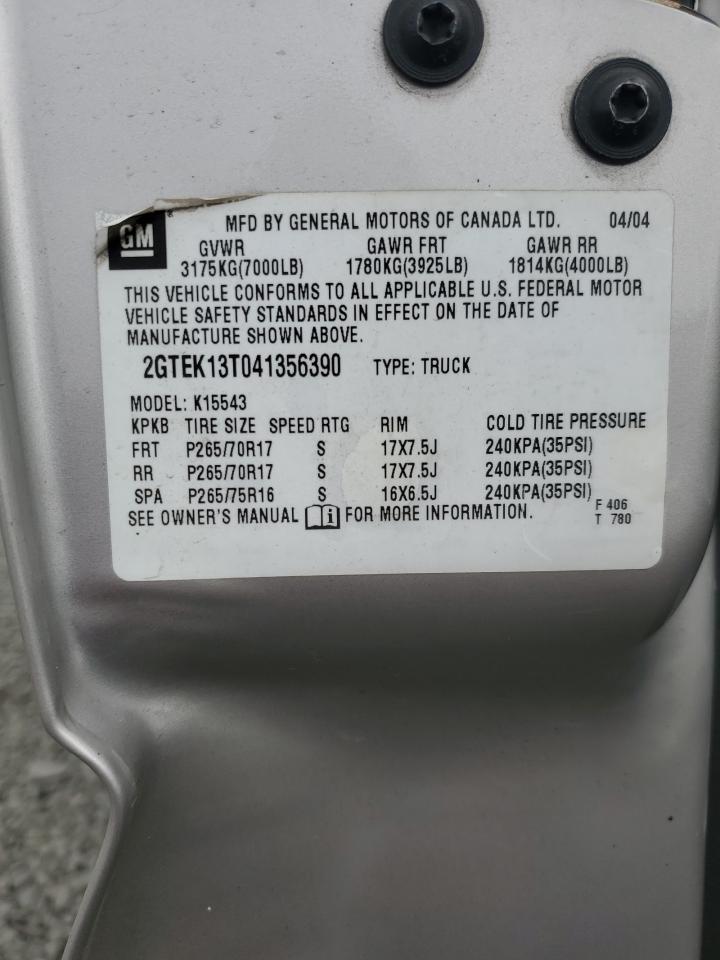 GM MFD BY GENERAL MOTORS OF CANADA LTD. 04/04
GVWR GAWR FRT GAWR RR
3175KG(7000LB) 1780KG(3925LB) 1814KG(4000LB)
THIS VEHICLE CONFORMS TO ALL APPLICABLE U.S. FEDERAL MOTOR
VEHICLE SAFETY STANDARDS IN EFFECT ON THE DATE OF
MANUFACTURE SHOWN ABOVE.
2GTEK13T041356390 TYPE: TRUCK
MODEL: K15543
KPKB TIRE SIZE SPEED RTG RIM COLD TIRE PRESSURE
FRT P265/70R17 S 17X7.5J 240KPA(35PSI)
RR P265/70R17 S 17X7.5J 240KPA(35PSI)
SPA P265/75R16 S 16X6.5J 240KPA(35PSI)
SEE OWNER'S MANUAL i FOR MORE INFORMATION. F 406
T 780